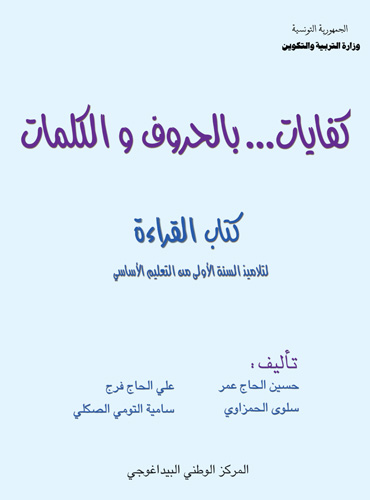 الجمهورية التونسية
وزارة التربية والتكوين
كفايات... بالحروف و الكلمات
كتاب القراءة
لتلاميذ السنة الأولى من التعليم الأساسي
تأليف :
حسين الحاج عمر علي الحاج فرج
سلوى الحمزاوي سامية التومي الصكلي
المركز الوطني البيداغوجي